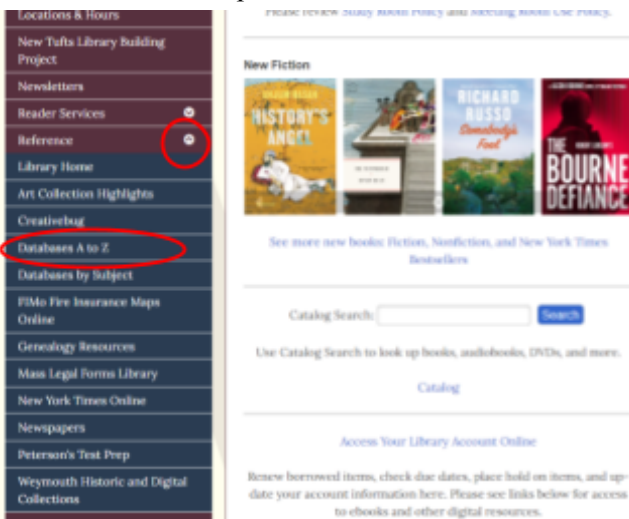 Locations & Hours
New Tufts Library Building
Project
Newsletters
Reader Services
Reference
Library Home
Art Collection Highlights
Creativebug
Databases A to Z
Databases by Subject
FIMo Fire Insurance Maps
Online
Genealogy Resources
Mass Legal Forms Library
New York Times Online
Newspapers
Peterson's Test Prep
Weymouth Historic and Digital
Collections
Please review Study Room Policy and Meeting Room Use Policy.
New Fiction
HISTORY'S
ANGEL
RICHARD
RUSSO
Somebody's
Fool
THE
BOURNE
DEFIANCE
See more new books: Fiction, Nonfiction, and New York Times
Bestsellers
Catalog Search:
Search
Use Catalog Search to look up books, audiobooks, DVDs, and more.
Catalog
Access Your Library Account Online
Renew borrowed items, check due dates, place hold on items, and up-
date your account information here. Please see links below for access
to ebooks and other digital resources.